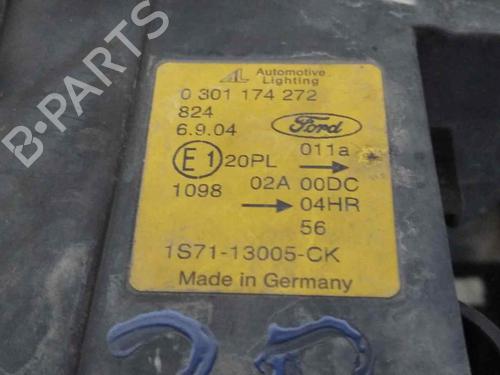 B-PARTS
AL Automotive
Lighting
0 301 174 272
824
6.9.04
Ford
E1 20PL 011a
1098 02A 00DC
04HR
56
1S71-13005-CK
Made in Germany